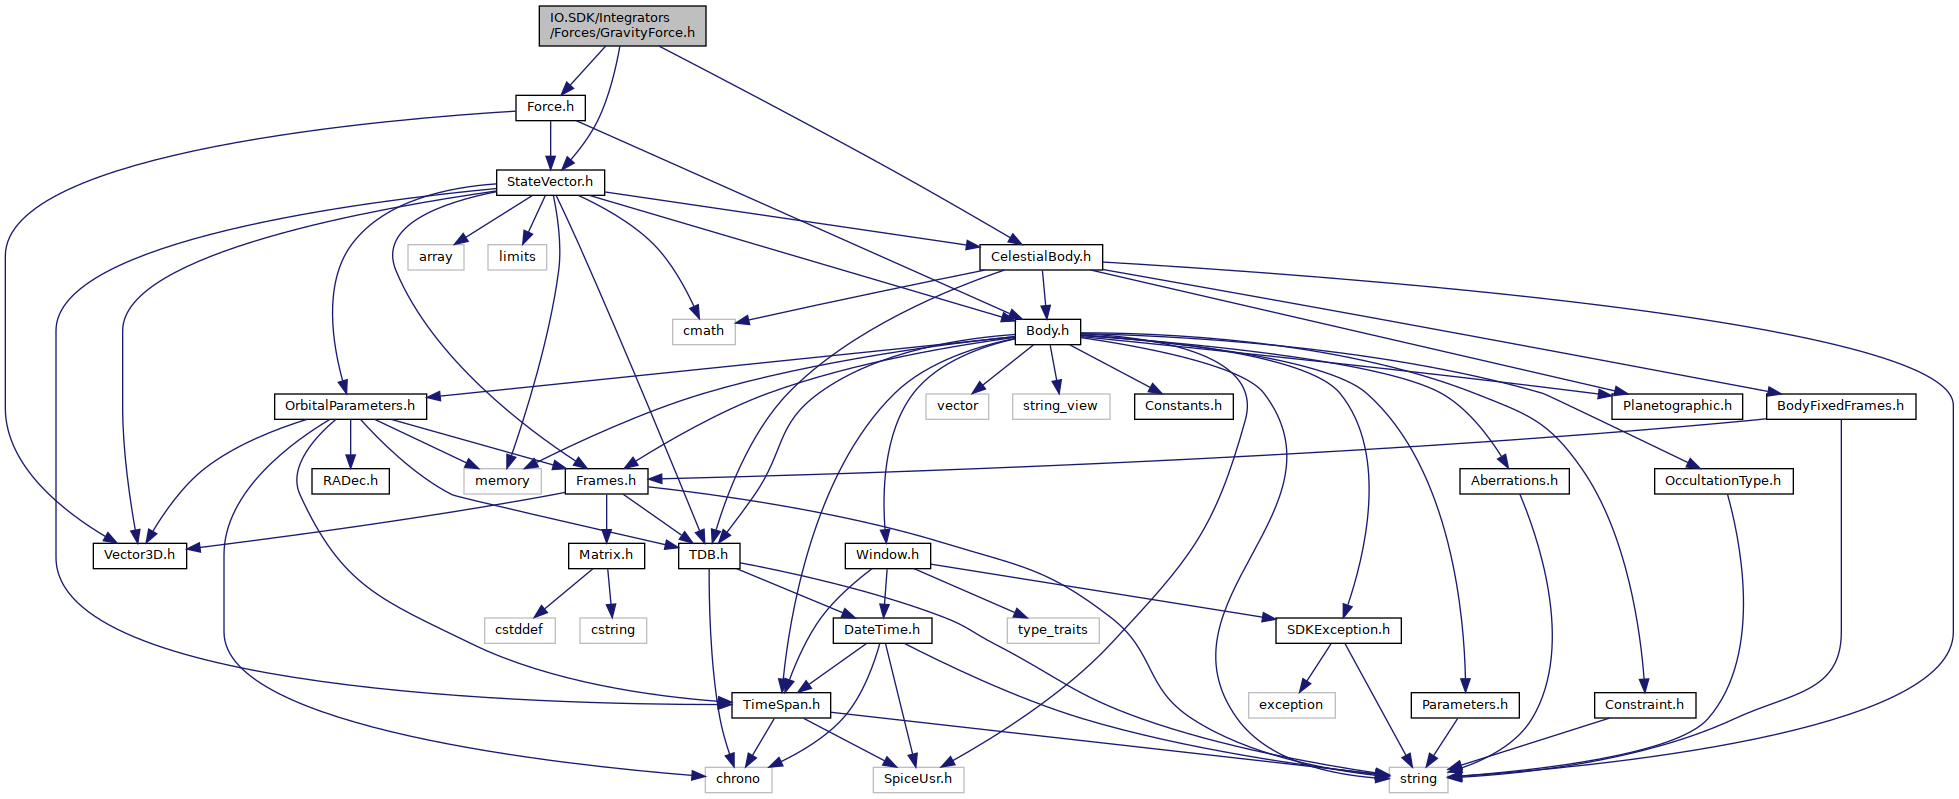 IO.SDK/Integrators
/Forces/GravityForce.h
Force.h
StateVector.h
array
limits
CelestialBody.h
cmath
Body.h
OrbitalParameters.h
vector
string_view
Constants.h
Planetographic.h
BodyFixedFrames.h
RADec.h
memory
Frames.h
Aberrations.h
OccultationType.h
Vector3D.h
Matrix.h
TDB.h
Window.h
cstddef
cstring
DateTime.h
type_traits
SDKException.h
TimeSpan.h
exception
Parameters.h
Constraint.h
chrono
SpiceUsr.h
string